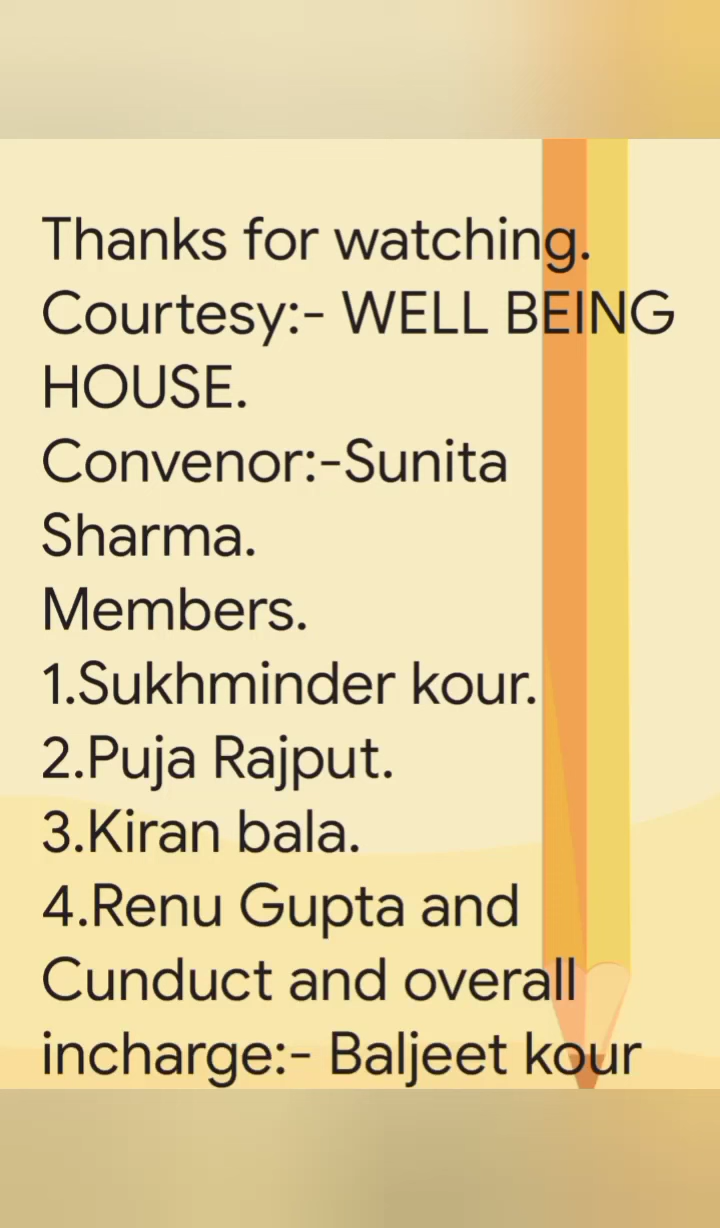 Thanks for watching.
Courtesy:- WELL BEING
HOUSE.
Convenor:-Sunita
Sharma.
Members.
1.Sukhminder kour.
2.Puja Rajput.
3.Kiran bala.
4.Renu Gupta and
Cunduct and overall
incharge:- Baljeet kour